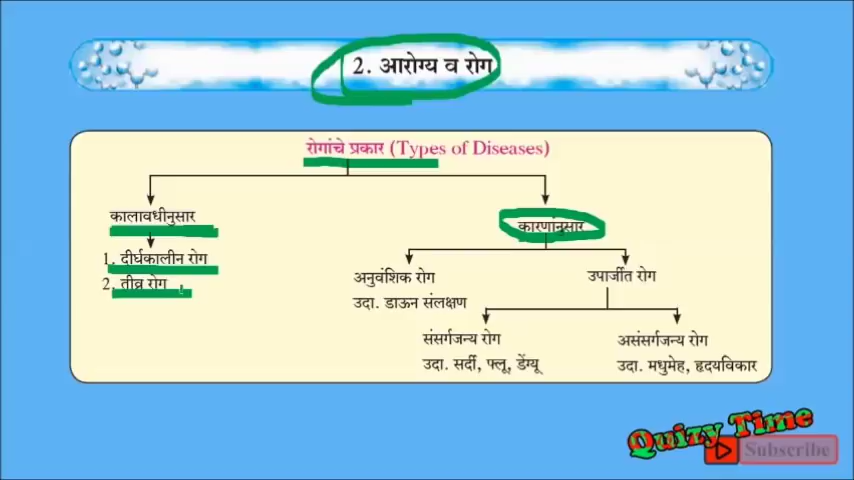 2. आरोग्य व रोग
रोगांचे प्रकार (Types of Diseases)
कालावधीनुसार
1. दीर्घकालीन रोग
2. तीव्र रोग
कारणांनुसार
अनुवंशिक रोग
उदा. डाऊन संलक्षण
उपार्जीत रोग
संसर्गजन्य रोग
उदा. सर्दी, फ्लू, डेंग्यू
असंसर्गजन्य रोग
उदा. मधुमेह, हृदयविकार
Quizy Time
Subscribe